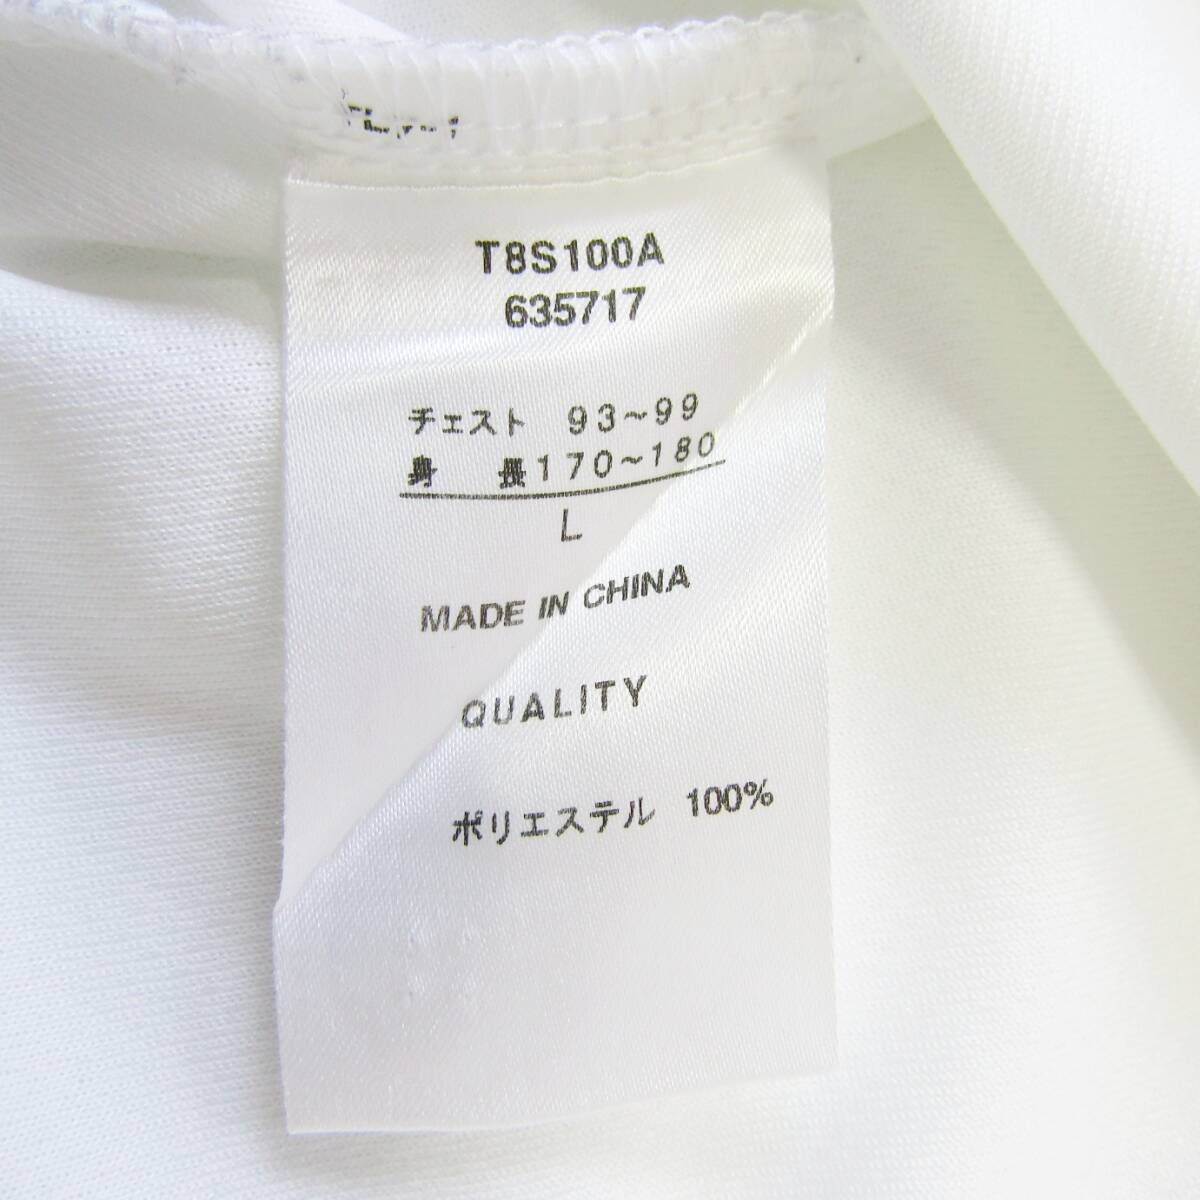 T8S100A
635717
チェスト 93~99
身 長170~180
L
MADE IN CHINA
QUALITY
ポリエステル 100%